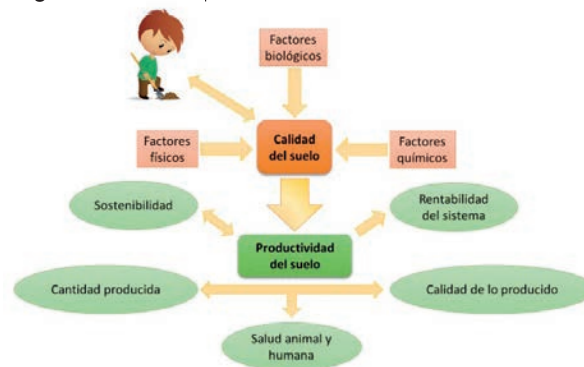 Factores
biológicos
Factores
físicos
Calidad
del suelo
Factores
químicos
Sostenibilidad
Rentabilidad
del sistema
Productividad
del suelo
Cantidad producida
Calidad de lo producido
Salud animal y
humana